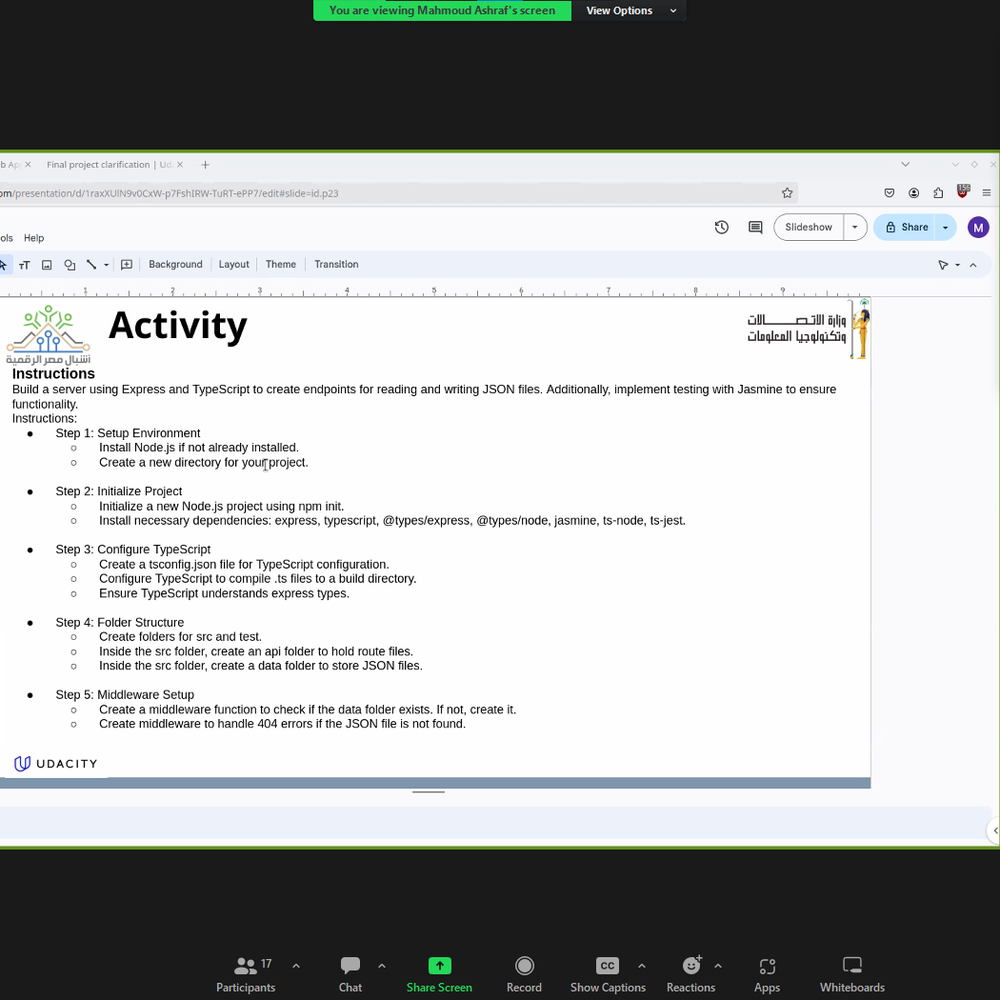 You are viewing Mahmoud Ashraf's screen View Options
b Ap Final project clarification | Ud
om/presentation/d/1raxXUlN9v0CxW-p7FshIRW-TuRT-ePP7/edit#slide=id.p23
ols Help
Slideshow Share M
Background Layout Theme Transition
1 2 3 4 5 6 7 8 9
Activity
وزارة الاتصالات
وتكنولوجيا المعلومات
أشبال مصر الرقمية
Instructions
Build a server using Express and TypeScript to create endpoints for reading and writing JSON files. Additionally, implement testing with Jasmine to ensure
functionality.
Instructions:
● Step 1: Setup Environment
○ Install Node.js if not already installed.
○ Create a new directory for your project.
● Step 2: Initialize Project
○ Initialize a new Node.js project using npm init.
○ Install necessary dependencies: express, typescript, @types/express, @types/node, jasmine, ts-node, ts-jest.
● Step 3: Configure TypeScript
○ Create a tsconfig.json file for TypeScript configuration.
○ Configure TypeScript to compile .ts files to a build directory.
○ Ensure TypeScript understands express types.
● Step 4: Folder Structure
○ Create folders for src and test.
○ Inside the src folder, create an api folder to hold route files.
○ Inside the src folder, create a data folder to store JSON files.
● Step 5: Middleware Setup
○ Create a middleware function to check if the data folder exists. If not, create it.
○ Create middleware to handle 404 errors if the JSON file is not found.
UDACITY
17
CC
Participants Chat Share Screen Record Show Captions Reactions Apps Whiteboards